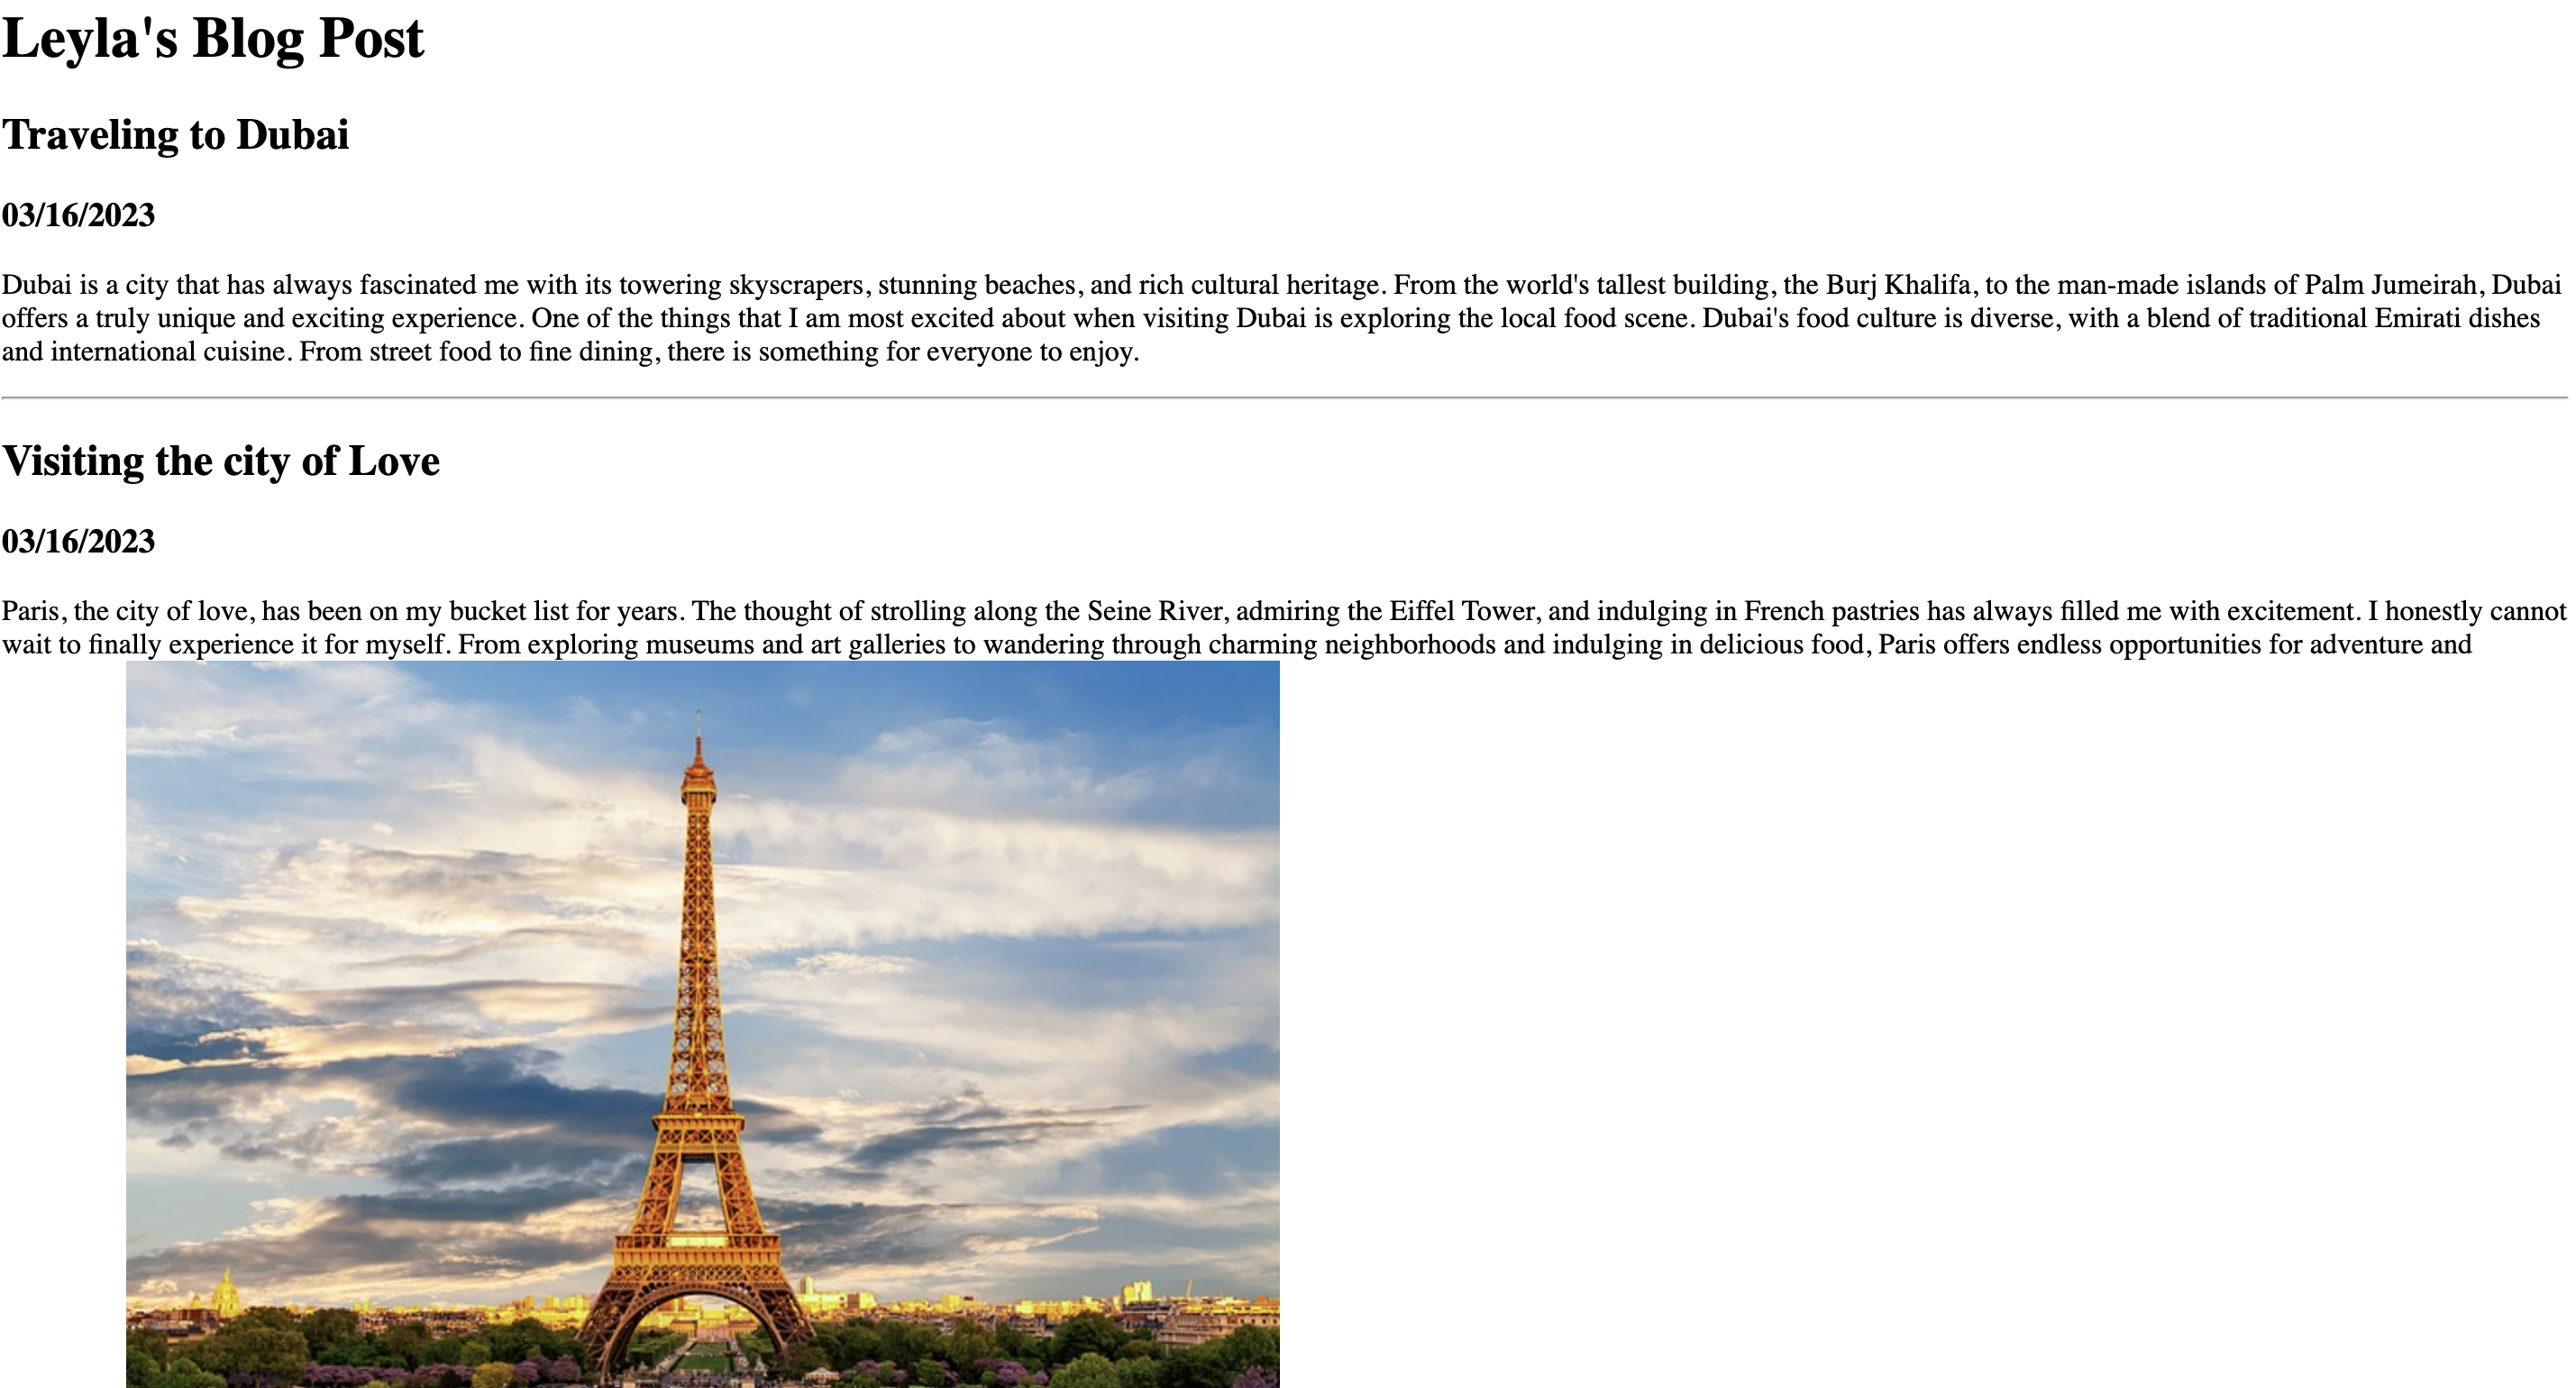 Leyla's Blog Post
Traveling to Dubai
03/16/2023
Dubai is a city that has always fascinated me with its towering skyscrapers, stunning beaches, and rich cultural heritage. From the world's tallest building, the Burj Khalifa, to the man-made islands of Palm Jumeirah, Dubai
offers a truly unique and exciting experience. One of the things that I am most excited about when visiting Dubai is exploring the local food scene. Dubai's food culture is diverse, with a blend of traditional Emirati dishes
and international cuisine. From street food to fine dining, there is something for everyone to enjoy.
Visiting the city of Love
03/16/2023
Paris, the city of love, has been on my bucket list for years. The thought of strolling along the Seine River, admiring the Eiffel Tower, and indulging in French pastries has always filled me with excitement. I honestly cannot
wait to finally experience it for myself. From exploring museums and art galleries to wandering through charming neighborhoods and indulging in delicious food, Paris offers endless opportunities for adventure and